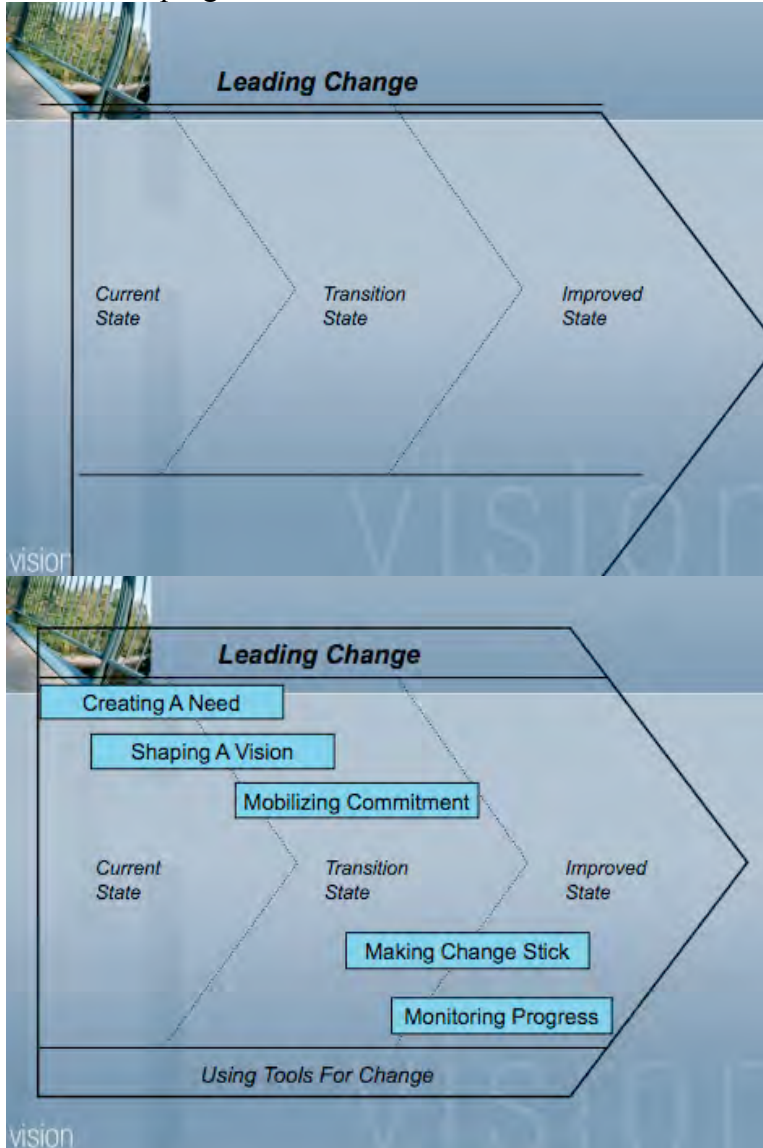 Leading Change
Current
State
Transition
State
Improved
State
vision
vision
Leading Change
Creating A Need
Shaping A Vision
Mobilizing Commitment
Current
State
Transition
State
Improved
State
Making Change Stick
Monitoring Progress
Using Tools For Change
vision
vision